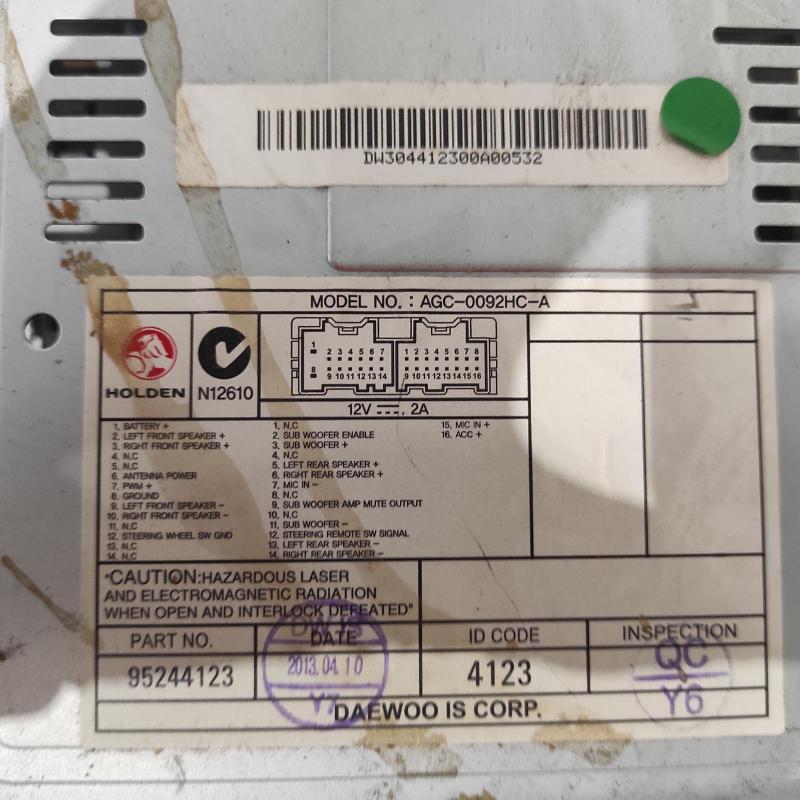 DW304412300A00532
MODEL NO. : AGC-0092HC-A
HOLDEN
N12610
1 2 3 4 5 6 7
8 9 10 11 12 13 14
1 2 3 4 5 6 7 8
9 10 11 12 13 14 15 16
12V ⎓, 2A
1. BATTERY +
2. LEFT FRONT SPEAKER +
3. RIGHT FRONT SPEAKER +
4. N.C
5. N.C
6. ANTENNA POWER
7. PWM +
8. GROUND
9. LEFT FRONT SPEAKER -
10. RIGHT FRONT SPEAKER -
11. N.C
12. STEERING WHEEL SW GND
13. N.C
14. N.C
1. N.C
2. SUB WOOFER ENABLE
3. SUB WOOFER +
4. N.C
5. LEFT REAR SPEAKER +
6. RIGHT REAR SPEAKER +
7. MIC IN -
8. N.C
9. SUB WOOFER AMP MUTE OUTPUT
10. N.C
11. SUB WOOFER -
12. STEERING REMOTE SW SIGNAL
13. LEFT REAR SPEAKER -
14. RIGHT REAR SPEAKER -
15. MIC IN +
16. ACC +
"CAUTION:HAZARDOUS LASER
AND ELECTROMAGNETIC RADIATION
WHEN OPEN AND INTERLOCK DEFEATED"
PART NO.
95244123
DATE
DWIS
2013.04.10
Y7
ID CODE
4123
INSPECTION
QC
Y6
DAEWOO IS CORP.